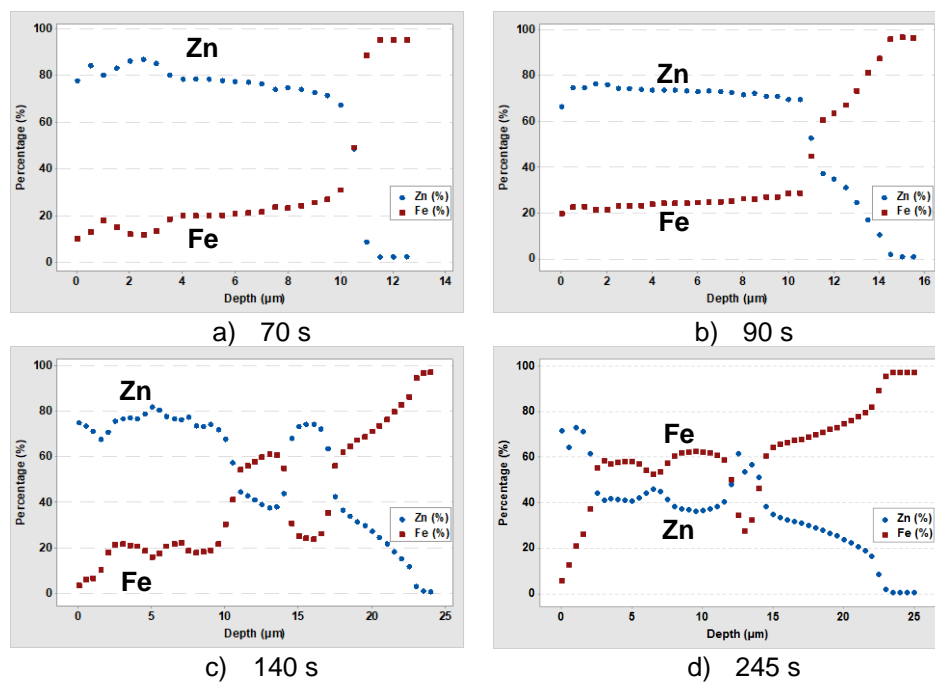 100
80
60
40
20
0
Percentage (%)
Zn
Fe
Zn (%)
Fe (%)
0 2 4 6 8 10 12 14
Depth (µm)
a) 70 s
100
80
60
40
20
0
Percentage (%)
Zn
Fe
Zn (%)
Fe (%)
0 2 4 6 8 10 12 14 16
Depth (µm)
b) 90 s
100
80
60
40
20
0
Percentage (%)
Zn
Fe
Zn (%)
Fe (%)
0 5 10 15 20 25
Depth (µm)
c) 140 s
100
80
60
40
20
0
Percentage (%)
Fe
Zn
Zn (%)
Fe (%)
0 5 10 15 20 25
Depth (µm)
d) 245 s